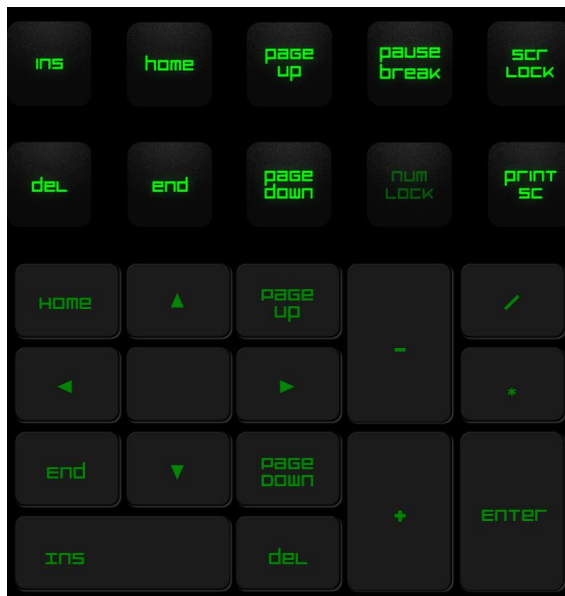 ins home page up pause break scr LOCK
del end page down num LOCK print sc
Home ▲ page up - /
◄ ► *
End ▼ page DOWN + ENTER
Ins del